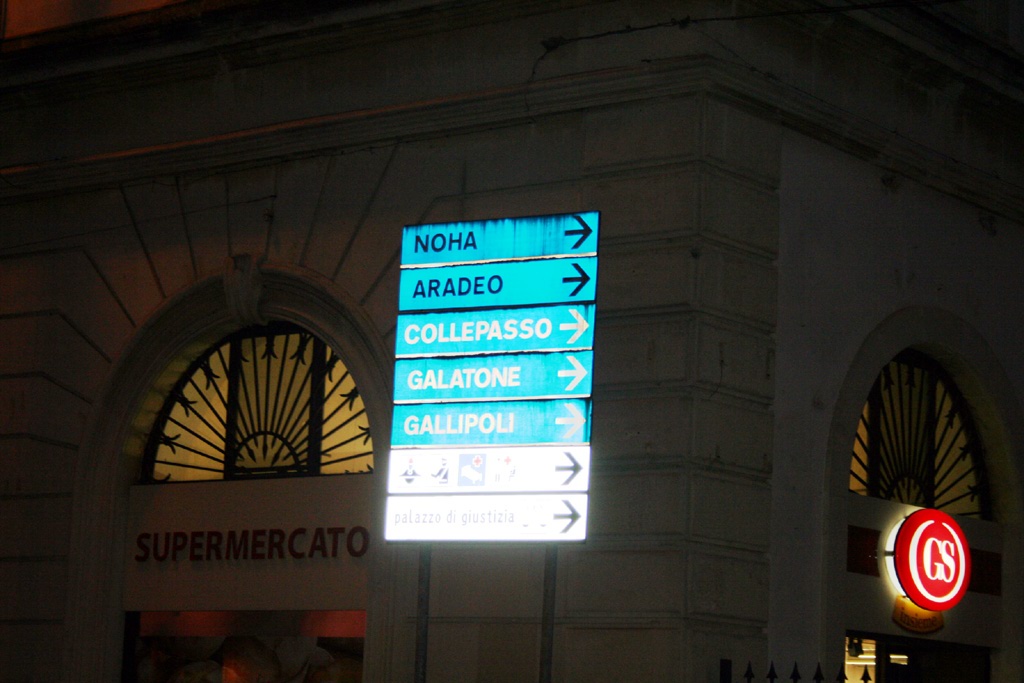 NOHA
ARADEO
COLLEPASSO
GALATONE
GALLIPOLI
palazzo di giustizia
SUPERMERCATO
GS